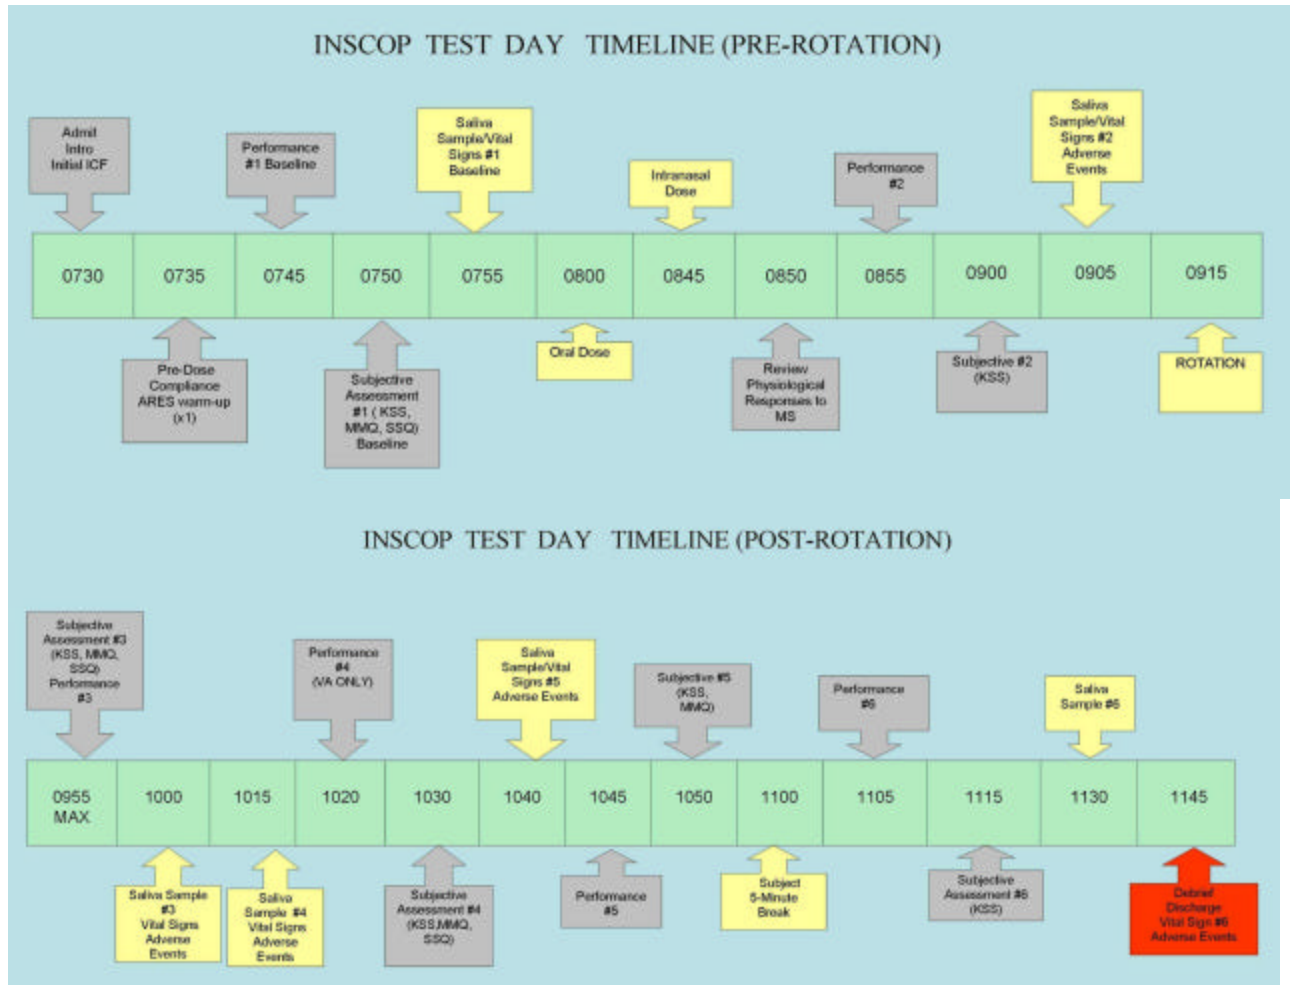 INSCOP TEST DAY TIMELINE (PRE-ROTATION)
Admit
Intro
Initial ICF
Performance
#1 Baseline
Saliva
Sample/Vital
Signs #1
Baseline
Intranasal
Dose
Performance
#2
Saliva
Sample/Vital
Signs #2
Adverse
Events
0730 0735 0745 0750 0755 0800 0845 0850 0855 0900 0905 0915
Pre-Dose
Compliance
ARES warm-up
(x1)
Subjective
Assessment
#1 ( KSS,
MMQ, SSQ)
Baseline
Oral Dose
Review
Physiological
Responses to
MS
Subjective #2
(KSS)
ROTATION
INSCOP TEST DAY TIMELINE (POST-ROTATION)
Subjective
Assessment #3
(KSS, MMQ,
SSQ)
Performance
#3
Performance
#4
(VA ONLY)
Saliva
Sample/Vital
Signs #5
Adverse Events
Subjective #5
(KSS,
MMQ)
Performance
#6
Saliva
Sample #6
0955
MAX
1000 1015 1020 1030 1040 1045 1050 1100 1105 1115 1130 1145
Saliva Sample
#3
Vital Signs
Adverse
Events
Saliva
Sample #4
Vital Signs
Adverse
Events
Subjective
Assessment #4
(KSS,MMQ,
SSQ)
Performance
#5
Subject
5-Minute
Break
Subjective
Assessment #6
(KSS)
Debrief
Discharge
Vital Sign #6
Adverse Events